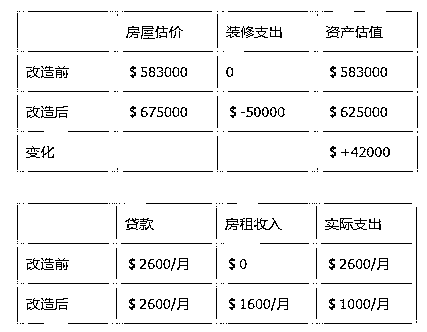 房屋估价 装修支出 资产估值
改造前 $583000 0 $583000
改造后 $675000 $-50000 $625000
变化 $+42000
贷款 房租收入 实际支出
改造前 $2600/月 $0 $2600/月
改造后 $2600/月 $1600/月 $1000/月